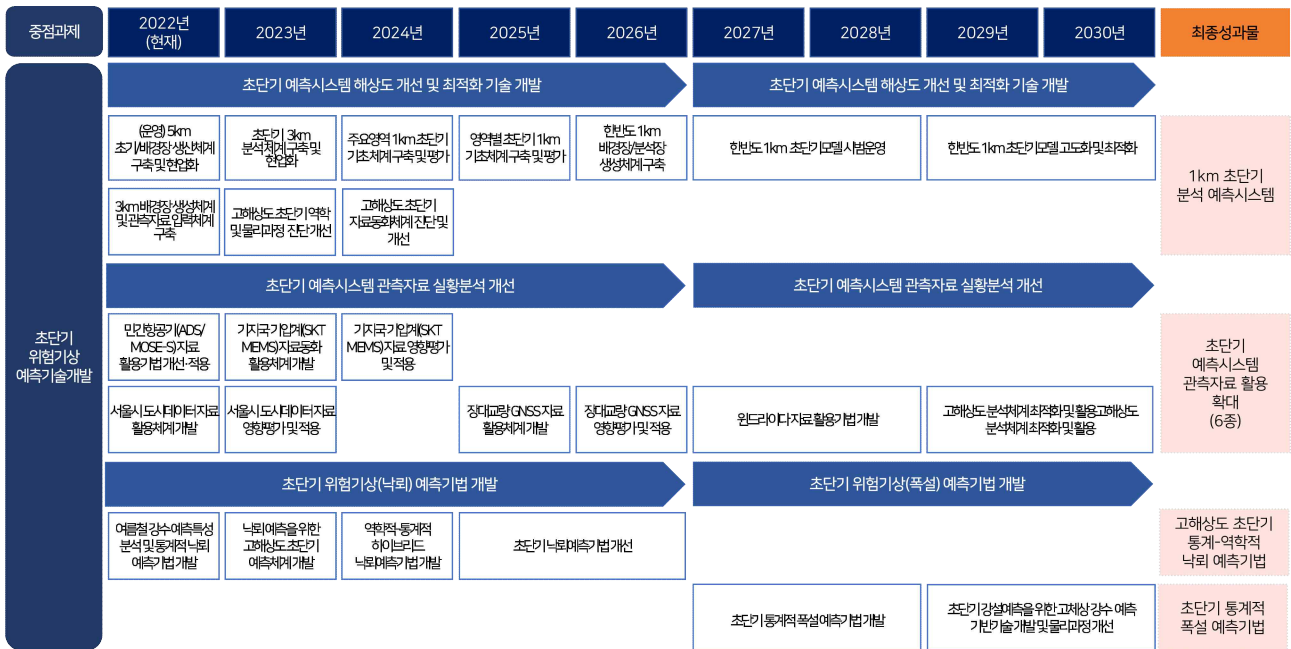 중점과제
2022년
(현재)
2023년
2024년
2025년
2026년
2027년
2028년
2029년
2030년
최종성과물
초단기
위험기상
예측기술개발
초단기 예측시스템 해상도 개선 및 최적화 기술 개발
초단기 예측시스템 해상도 개선 및 최적화 기술 개발
(운영) 5km
초기/배경장 생산체계
구축 및 현업화
초단기 3km
분석 체계 구축 및
현업화
주요영역 1km 초단기
기초 체계 구축 및 평가
영역별 초단기 1km
기초체계 구축 및 평가
한반도 1km
배경장/분석장
생성체계 구축
한반도 1km 초단기모델 시범운영
한반도 1km 초단기모델 고도화 및 최적화
1km 초단기
분석 예측시스템
3km 배경장 생성체계
및 관측자료 입력체계
구축
고해상도 초단기 역학
및 물리과정 진단 개선
고해상도 초단기
자료동화체계 진단 및
개선
초단기 예측시스템 관측자료 실황분석 개선
초단기 예측시스템 관측자료 실황분석 개선
민간항공기(ADS/
MOSE-S)자료
활용기법 개선·적용
기지국 기압계(SKT
MEMS)자료동화
활용체계 개발
기지국 기압계(SKT
MEMS)자료 영향평가
및 적용
초단기
예측시스템
관측자료 활용
확대
(6종)
서울시 도시데이터 자료
활용체계 개발
서울시 도시데이터 자료
영향평가 및 적용
장대교량 GNSS 자료
활용체계 개발
장대교량 GNSS 자료
영향평가 및 적용
윈드라이다 자료 활용기법 개발
고해상도 분석체계 최적화 및 활용고해상도
분석체계 최적화 및 활용
초단기 위험기상(낙뢰) 예측기법 개발
초단기 위험기상(폭설) 예측기법 개발
여름철 강수예측특성
분석 및 통계적 낙뢰
예측기법 개발
낙뢰 예측을 위한
고해상도 초단기
예측체계 개발
역학적-통계적
하이브리드
낙뢰예측기법 개발
초단기 낙뢰예측기법 개선
고해상도 초단기
통계-역학적
낙뢰 예측기법
초단기 통계적 폭설 예측기법 개발
초단기 강설예측을 위한 고체상 강수 예측
기반기술 개발 및 물리과정 개선
초단기 통계적
폭설 예측기법